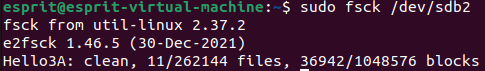 esprit@esprit-virtual-machine:~$ sudo fsck /dev/sdb2
fsck from util-linux 2.37.2
e2fsck 1.46.5 (30-Dec-2021)
Hello3A: clean, 11/262144 files, 36942/1048576 blocks